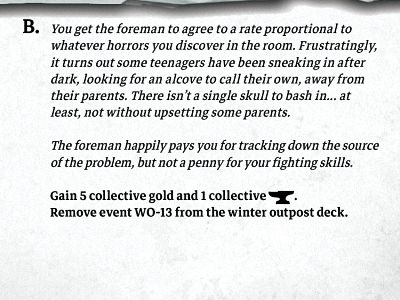 B. You get the foreman to agree to a rate proportional to
whatever horrors you discover in the room. Frustratingly,
it turns out some teenagers have been sneaking in after
dark, looking for an alcove to call their own, away from
their parents. There isn't a single skull to bash in... at
least, not without upsetting some parents.
The foreman happily pays you for tracking down the source
of the problem, but not a penny for your fighting skills.
Gain 5 collective gold and 1 collective .
Remove event WO-13 from the winter outpost deck.